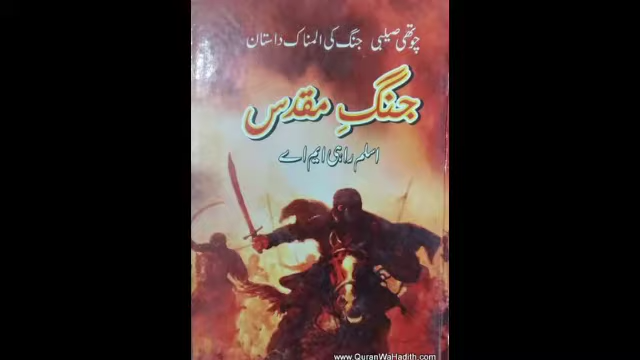 چوتھی صلیبی جنگ کی المناک داستان
جنگِ مقدس
اسلم راہی ایم اے
www.QuranWaHadith.com